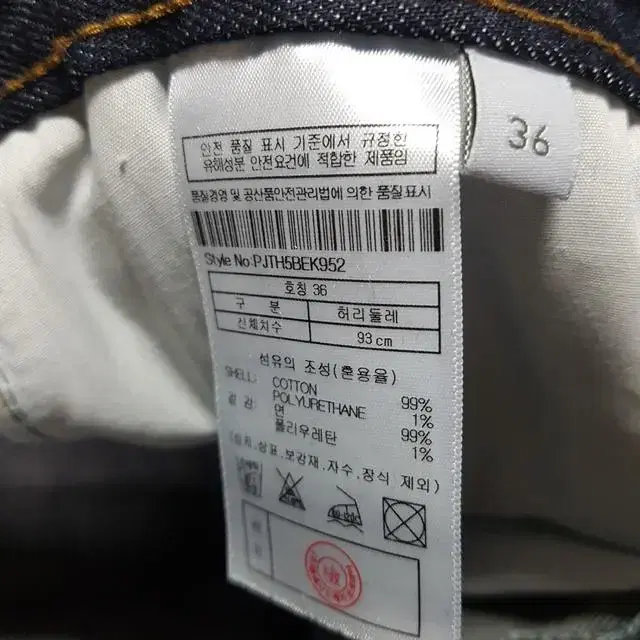 안전 품질 표시 기준에서 규정한
유해성분 안전요건에 적합한 제품임
36
품질경영 및 공산품안전관리법에 의한 품질표시
Style No:PJTH5BEK952
호칭 36
구 분 허리둘레
신체치수 93 cm
섬유의 조성(혼용율)
SHELL: COTTON 99%
POLYURETHANE 1%
겉 감: 면 99%
폴리우레탄 1%
(심지,상표,보강재,자수,장식 제외)